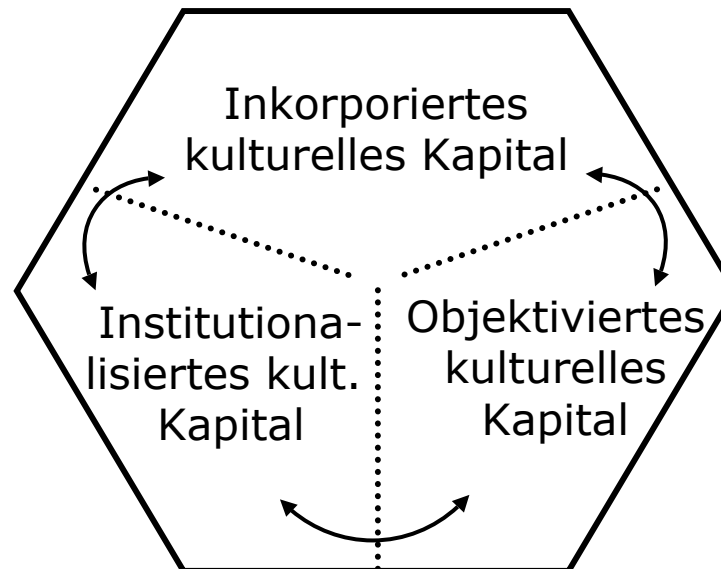 Inkorporiertes
kulturelles Kapital
Institutiona-
lisiertes kult.
Kapital
Objektiviertes
kulturelles
Kapital